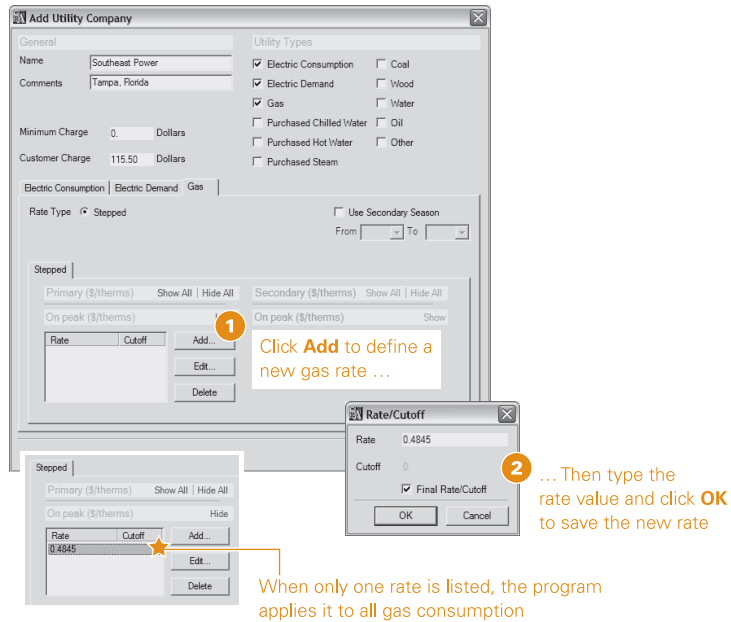 Add Utility Company
General
Utility Types
Name Southeast Power
Comments Tampa, Florida
Electric Consumption Coal
Electric Demand Wood
Gas Water
Purchased Chilled Water Oil
Purchased Hot Water Other
Purchased Steam
Minimum Charge 0. Dollars
Customer Charge 115.50 Dollars
Electric Consumption Electric Demand Gas
Rate Type Stepped
Use Secondary Season
From To
Stepped
Primary ($/therms) Show All | Hide All
Secondary ($/therms) Show All | Hide All
On peak ($/therms)
On peak ($/therms) Show
Rate Cutoff
Add...
Edit...
Delete
1
Click Add to define a
new gas rate …
Rate/Cutoff
Rate 0.4845
Cutoff 0.
Final Rate/Cutoff
OK Cancel
2
… Then type the
rate value and click OK
to save the new rate
Stepped
Primary ($/therms) Show All | Hide All
On peak ($/therms) Hide
Rate Cutoff
0.4845
Add...
Edit...
Delete
When only one rate is listed, the program
applies it to all gas consumption